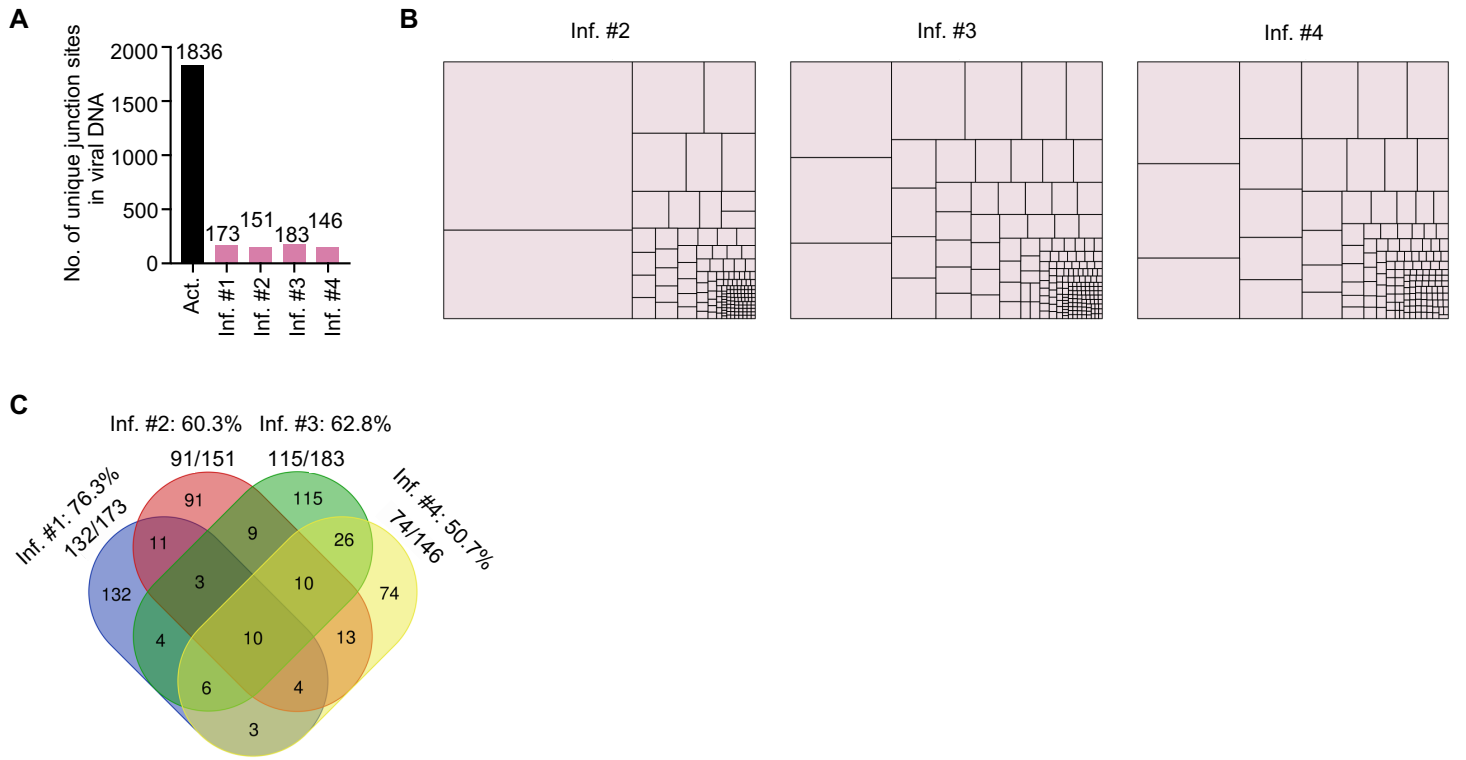 A
No. of unique junction sites
in viral DNA
2000
1500
1000
500
0
1836
173
151
183
146
Act.
Inf. #1
Inf. #2
Inf. #3
Inf. #4
B
Inf. #2
Inf. #3
Inf. #4
C
Inf. #2: 60.3%
91/151
Inf. #3: 62.8%
115/183
Inf. #1: 76.3%
132/173
Inf. #4: 50.7%
74/146
91
115
11
9
26
132
3
10
74
4
10
13
6
4
3